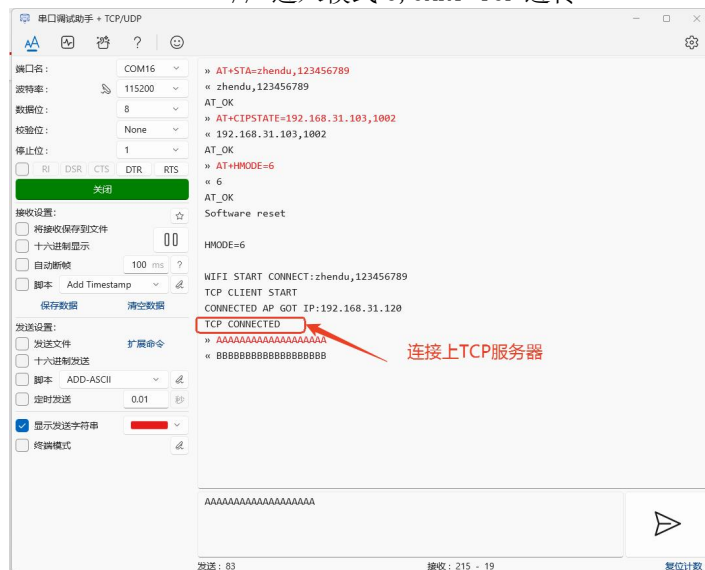 串口调试助手 + TCP/UDP
端口名: COM16
波特率: 115200
数据位: 8
校验位: None
停止位: 1
RI DSR CTS DTR RTS
关闭
接收设置:
将接收保存到文件
十六进制显示
自动断帧 100 ms ?
脚本 Add Timestamp
保存数据 清空数据
发送设置:
发送文件 扩展命令
十六进制发送
脚本 ADD-ASCII
定时发送 0.01 秒
显示发送字符串
终端模式
» AT+STA=zhendu,123456789
« zhendu,123456789
AT_OK
» AT+CIPSTATE=192.168.31.103,1002
« 192.168.31.103,1002
AT_OK
» AT+HMODE=6
« 6
AT_OK
Software reset
HMODE=6
WIFI START CONNECT:zhendu,123456789
TCP CLIENT START
CONNECTED AP GOT IP:192.168.31.120
TCP CONNECTED
» AAAAAAAAAAAAAAAAAAA
« BBBBBBBBBBBBBBBBBBB
连接上TCP服务器
AAAAAAAAAAAAAAAAAAA
发送: 83 接收: 215 - 19 复位计数